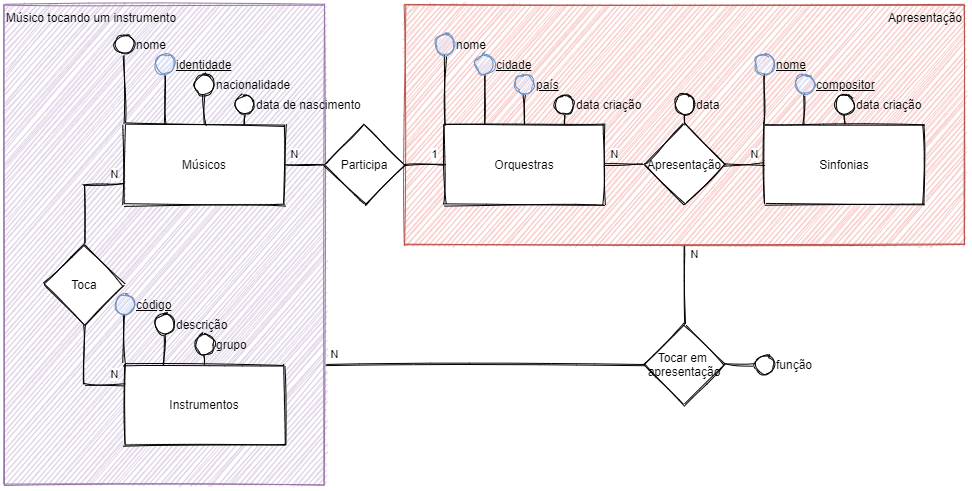 Músico tocando um instrumento
Apresentação
nome
identidade
nacionalidade
data de nascimento
nome
cidade
país
data criação
data
nome
compositor
data criação
Músicos
N
Participa
1
Orquestras
N
Apresentação
N
Sinfonias
N
Toca
código
descrição
grupo
N
Instrumentos
N
N
Tocar em
apresentação
função